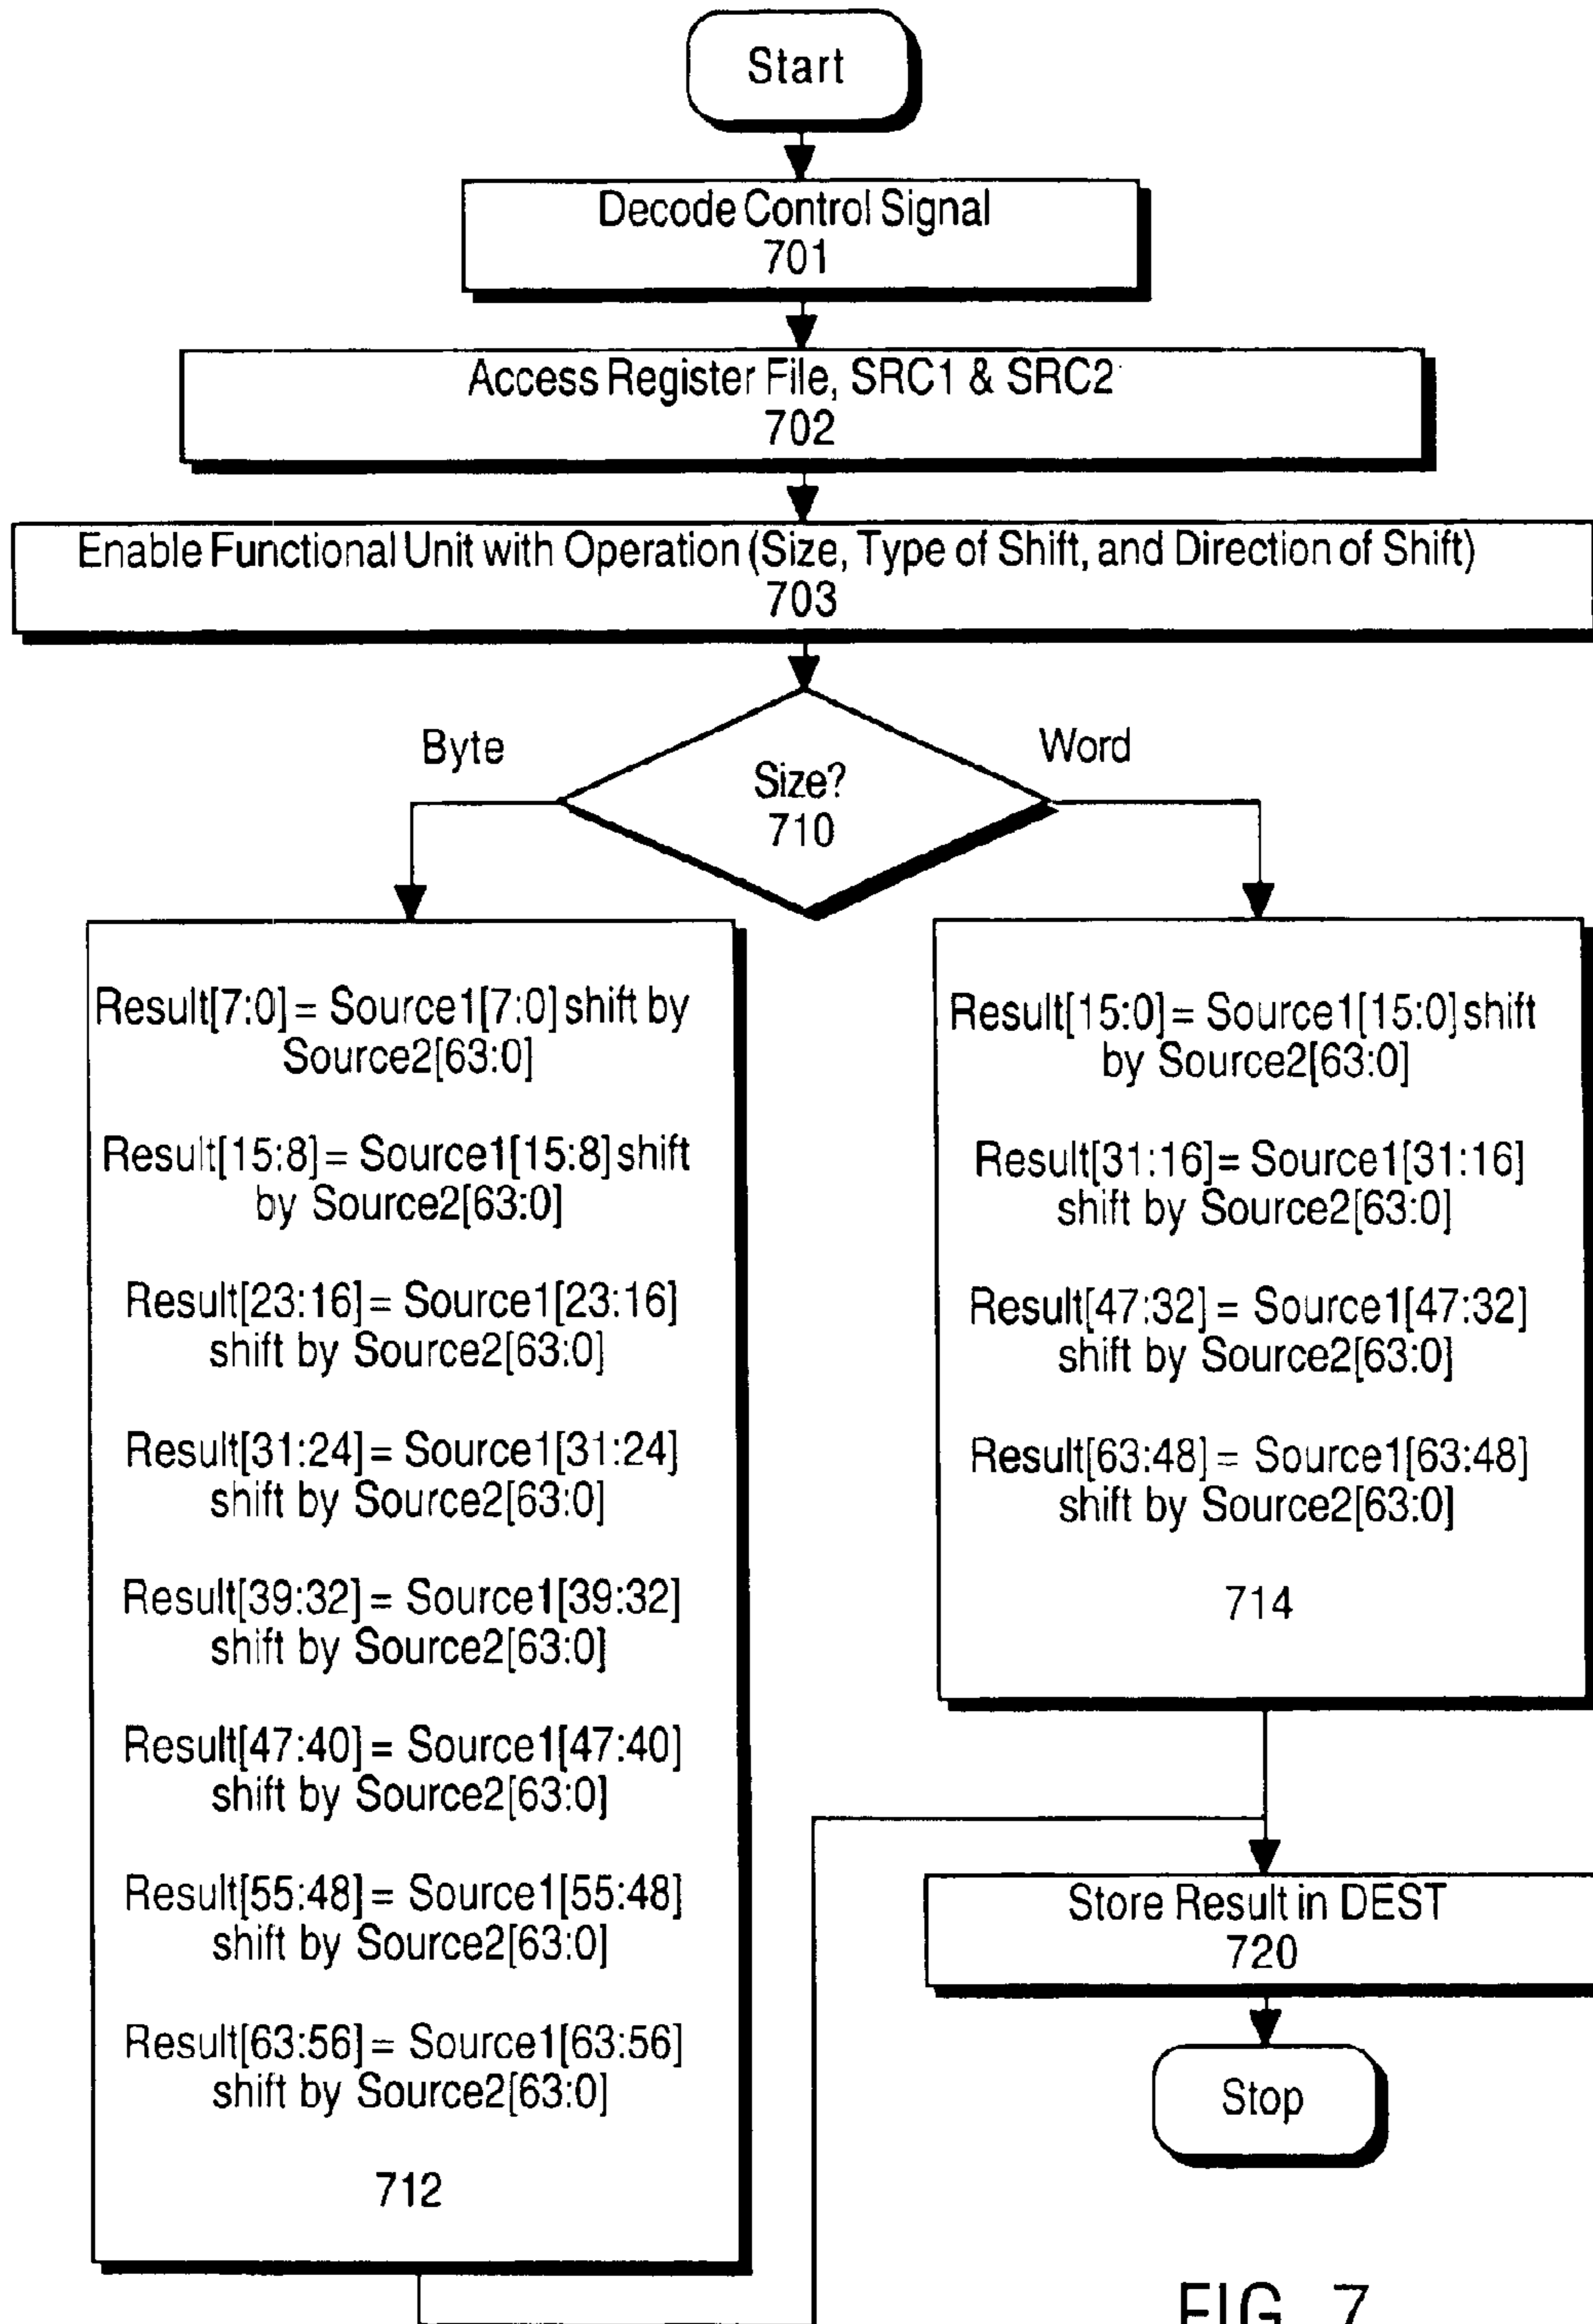 Start
Decode Control Signal
701
Access Register File, SRC1 & SRC2
702
Enable Functional Unit with Operation (Size, Type of Shift, and Direction of Shift)
703
Byte
Size?
710
Word
Result[7:0] = Source1[7:0] shift by
Source2[63:0]
Result[15:8] = Source1[15:8] shift
by Source2[63:0]
Result[23:16] = Source1[23:16]
shift by Source2[63:0]
Result[31:24] = Source1[31:24]
shift by Source2[63:0]
Result[39:32] = Source1[39:32]
shift by Source2[63:0]
Result[47:40] = Source1[47:40]
shift by Source2[63:0]
Result[55:48] = Source1[55:48]
shift by Source2[63:0]
Result[63:56] = Source1[63:56]
shift by Source2[63:0]
712
Result[15:0] = Source1[15:0] shift
by Source2[63:0]
Result[31:16] = Source1[31:16]
shift by Source2[63:0]
Result[47:32] = Source1[47:32]
shift by Source2[63:0]
Result[63:48] = Source1[63:48]
shift by Source2[63:0]
714
Store Result in DEST
720
Stop
FIG. 7